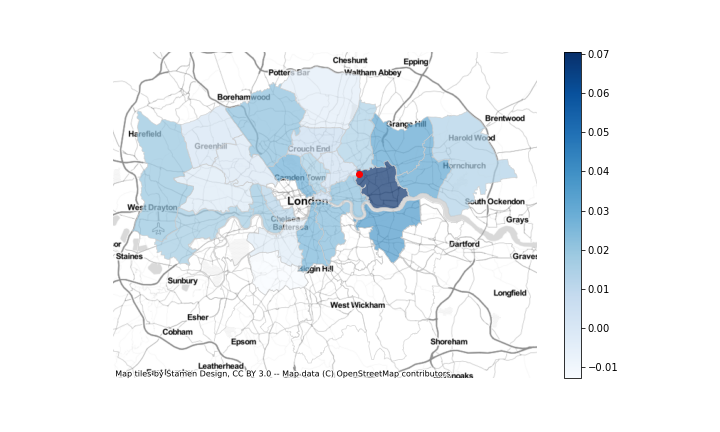 Cheshunt
Epping
Potters Bar
Waltham Abbey
Borehamwood
Brentwood
Grange Hill
Harefield
Harold Wood
Greenhill
Crouch End
Hornchurch
Camden Town
London
South Ockendon
West Drayton
Chelsea
Battersea
Grays
Dartford
Staines
Biggin Hill
Sunbury
Longfield
West Wickham
Esher
Cobham
Epsom
Shoreham
Leatherhead
Map tiles by Stamen Design, CC BY 3.0 -- Map data (C) OpenStreetMap contributors
0.07
0.06
0.05
0.04
0.03
0.02
0.01
0.00
−0.01